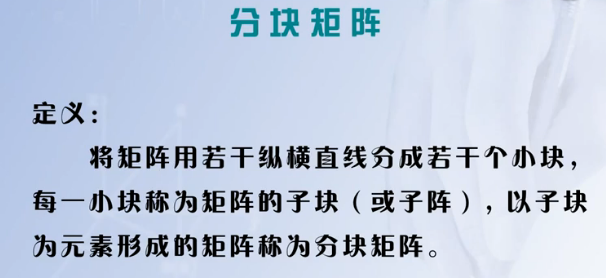 分块矩阵
定义：
将矩阵用若干纵横直线分成若干个小块，
每一小块称为矩阵的子块（或子阵），以子块
为元素形成的矩阵称为分块矩阵。